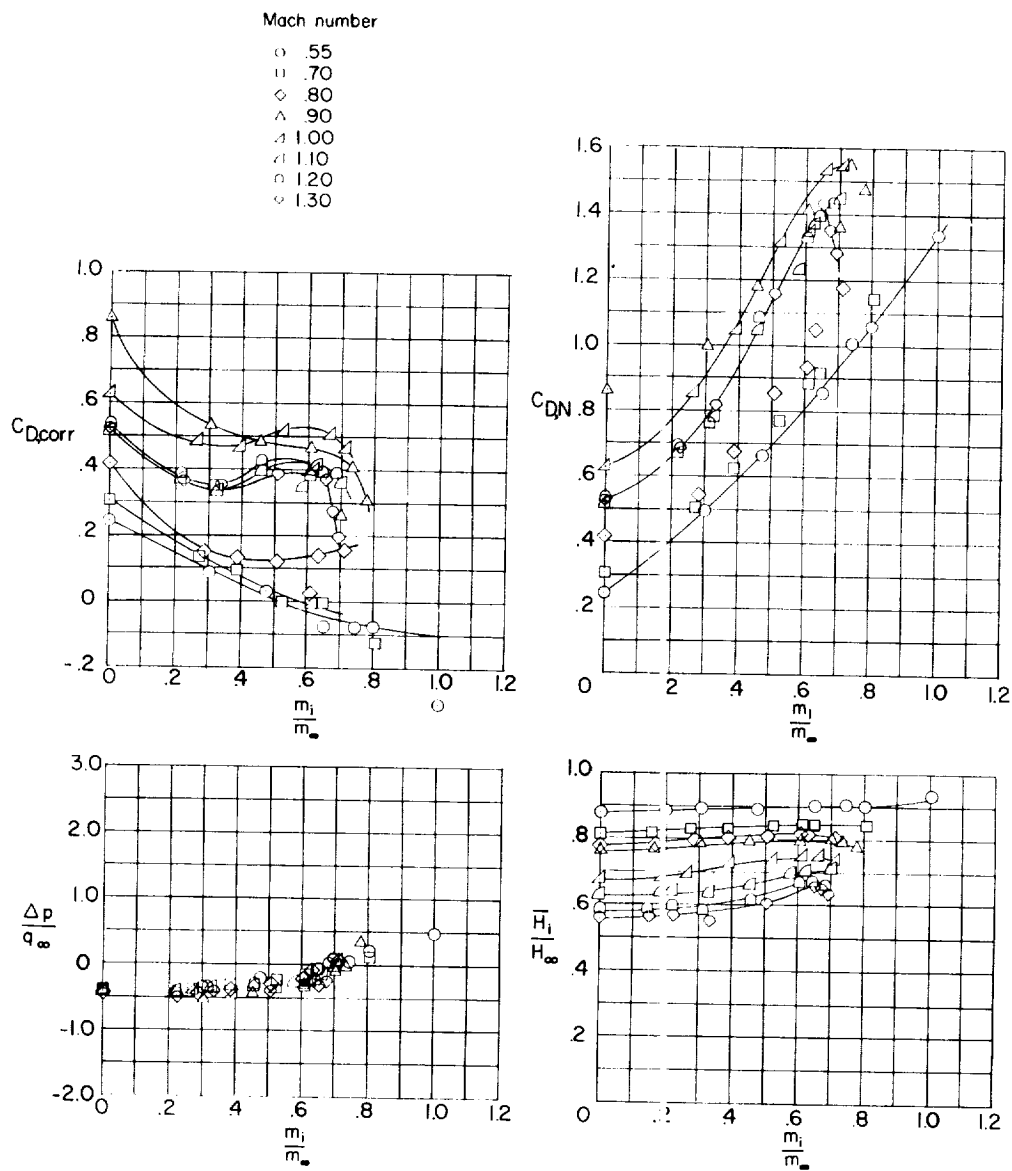 Mach number
.55
.70
.80
.90
1.00
1.10
1.20
1.30
1.0
.8
.6
.4
.2
0
-.2
C_D,corr
0 .2 .4 .6 .8 1.0 1.2
m_i
m_∞
1.6
1.4
1.2
1.0
.8
.6
.4
.2
0
C_D,N
2 .4 .6 .8 1.0 1.2
m_i
m_∞
3.0
2.0
1.0
0
-1.0
-2.0
Δp
q_∞
0 .2 .4 .6 .8 1.0 1.2
m_i
m_∞
1.0
.8
.6
.4
.2
H̅_i
H_∞
0 .2 .4 .6 .8 1.0 1.2
m_i
m_∞